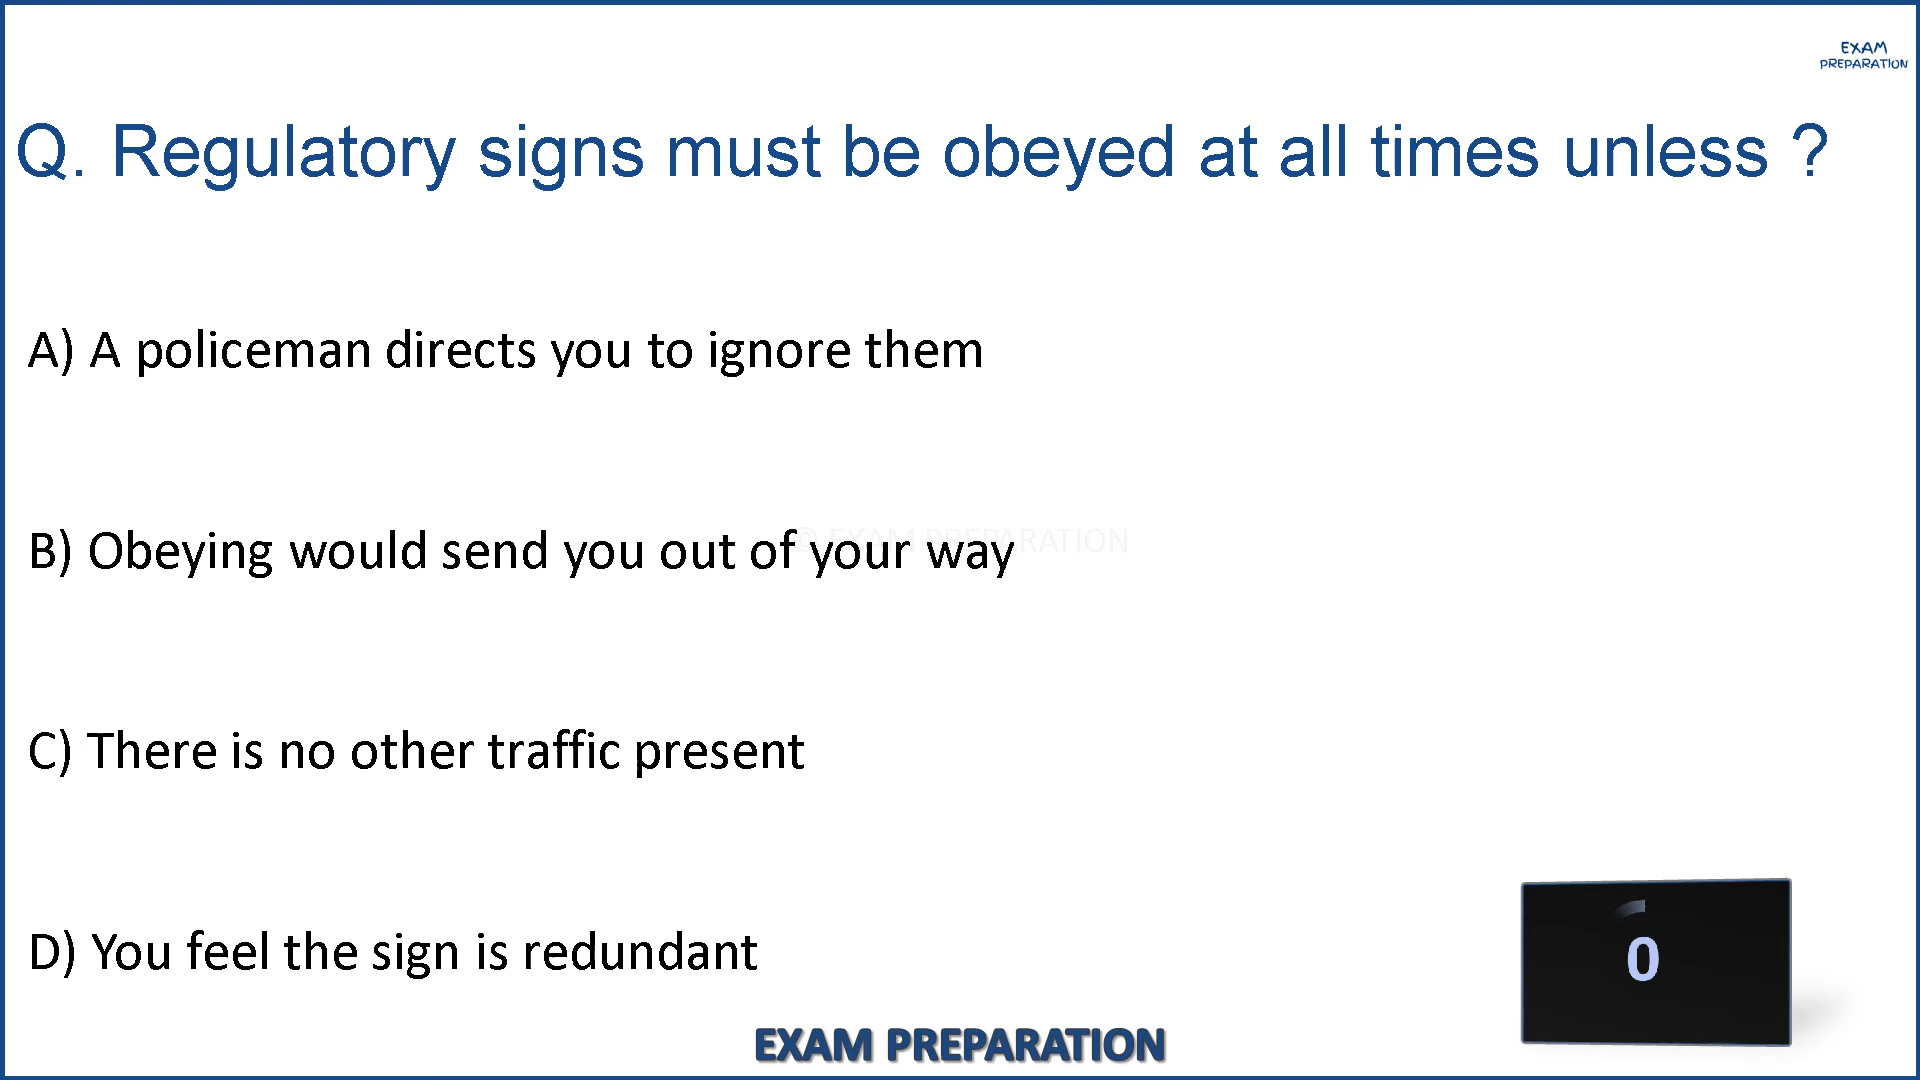 EXAM
PREPARATION
Q. Regulatory signs must be obeyed at all times unless ?
A) A policeman directs you to ignore them
B) Obeying would send you out of your way
© EXAM PREPARATION
C) There is no other traffic present
D) You feel the sign is redundant
0
EXAM PREPARATION